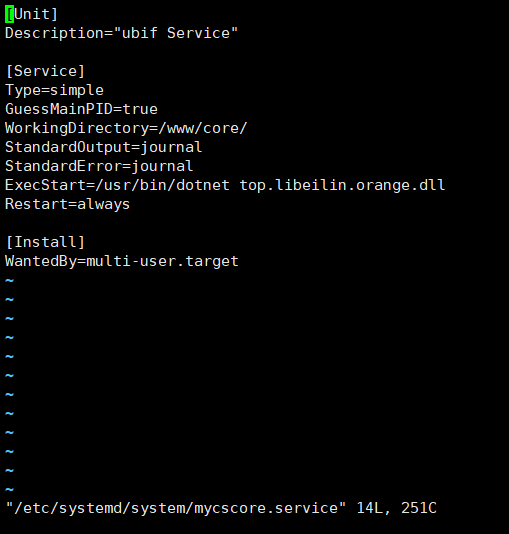 [Unit]
Description="ubif Service"
[Service]
Type=simple
GuessMainPID=true
WorkingDirectory=/www/core/
StandardOutput=journal
StandardError=journal
ExecStart=/usr/bin/dotnet top.libeilin.orange.dll
Restart=always
[Install]
WantedBy=multi-user.target
~
~
~
~
~
~
~
~
~
~
~
~
"/etc/systemd/system/mycscore.service" 14L, 251C